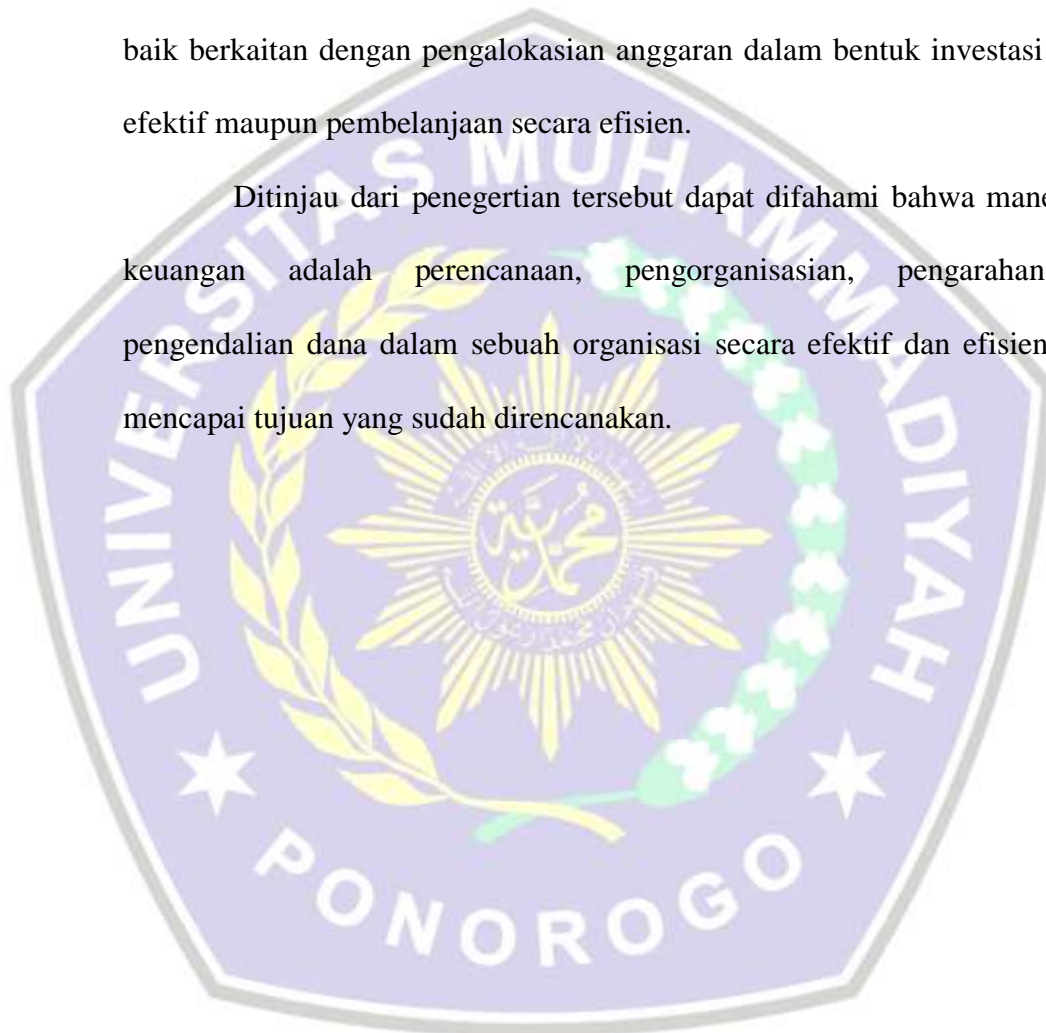 baik berkaitan dengan pengalokasian anggaran dalam bentuk investasi
efektif maupun pembelanjaan secara efisien.
Ditinjau dari penegertian tersebut dapat difahami bahwa mane
keuangan adalah perencanaan, pengorganisasian, pengarahan
pengendalian dana dalam sebuah organisasi secara efektif dan efisien
mencapai tujuan yang sudah direncanakan.
UNIVERSITAS MUHAMMADIYAH
محمدية
PONOROGO